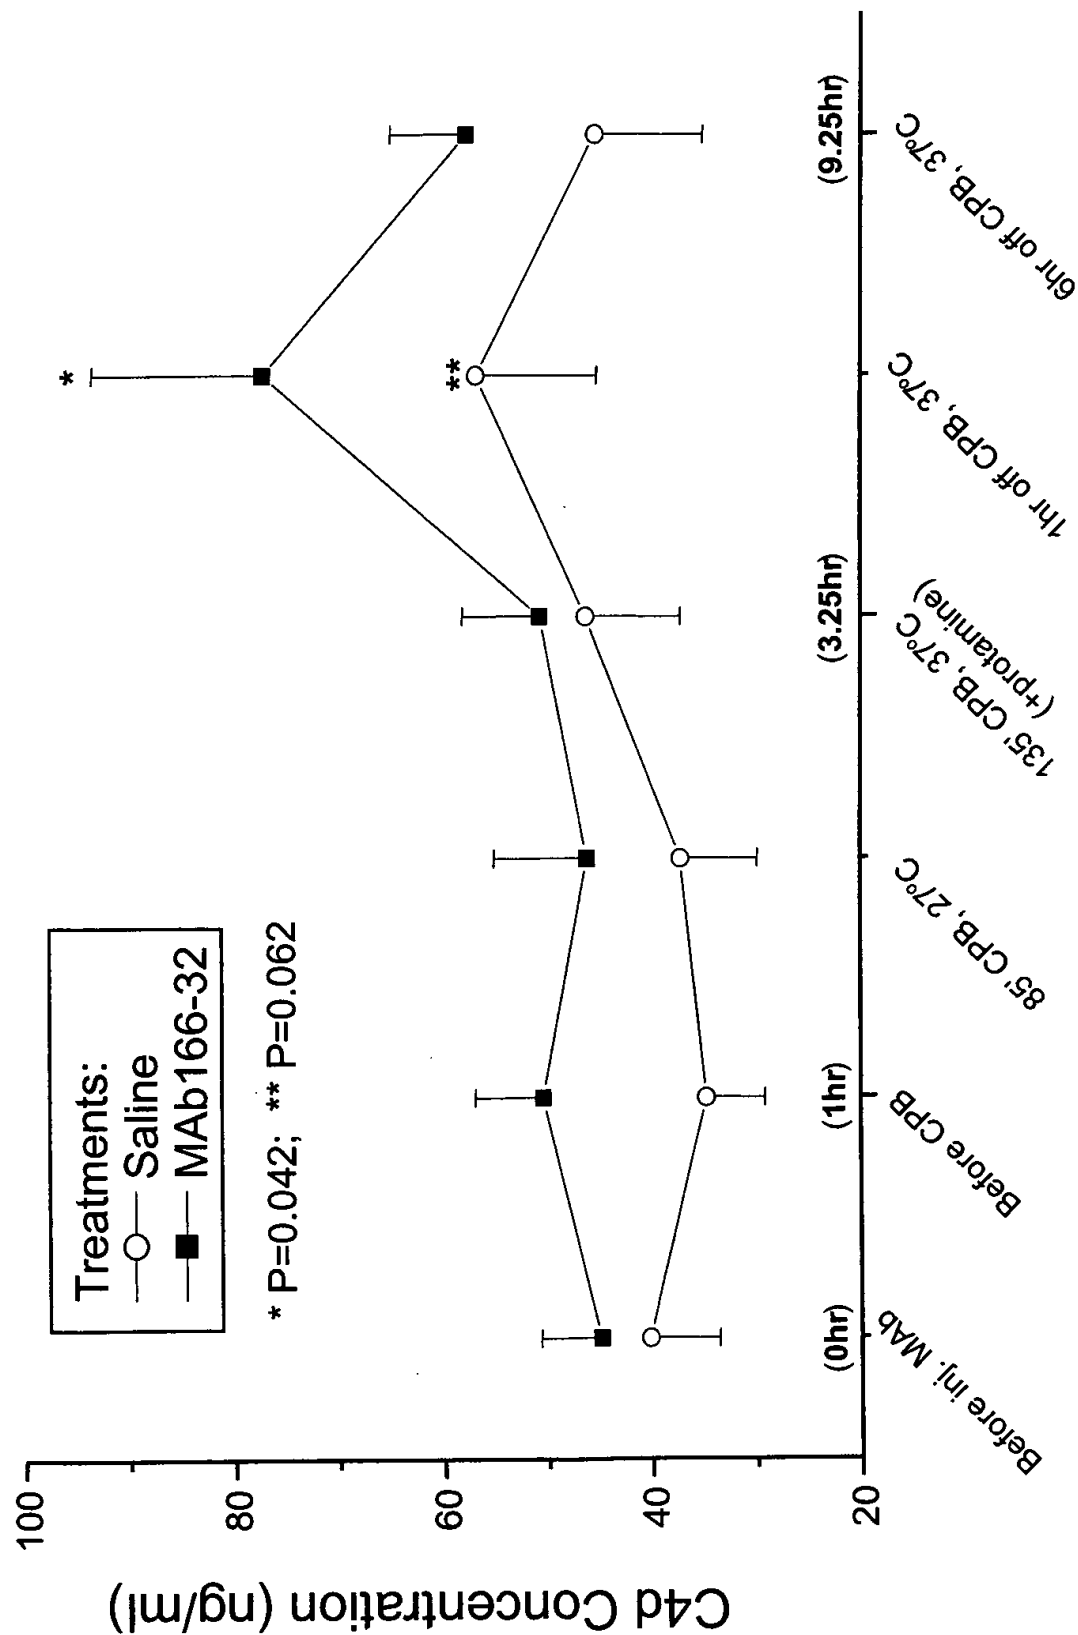 C4d Concentration (ng/ml)
100
80
60
40
20
Treatments:
Saline
MAb166-32
* P=0.042; ** P=0.062
*
**
(0hr)
(1hr)
(3.25hr)
(9.25hr)
Before inj. MAb
Before CPB
85' CPB, 27°C
135' CPB, 37°C
(+protamine)
1hr off CPB, 37°C
6hr off CPB, 37°C